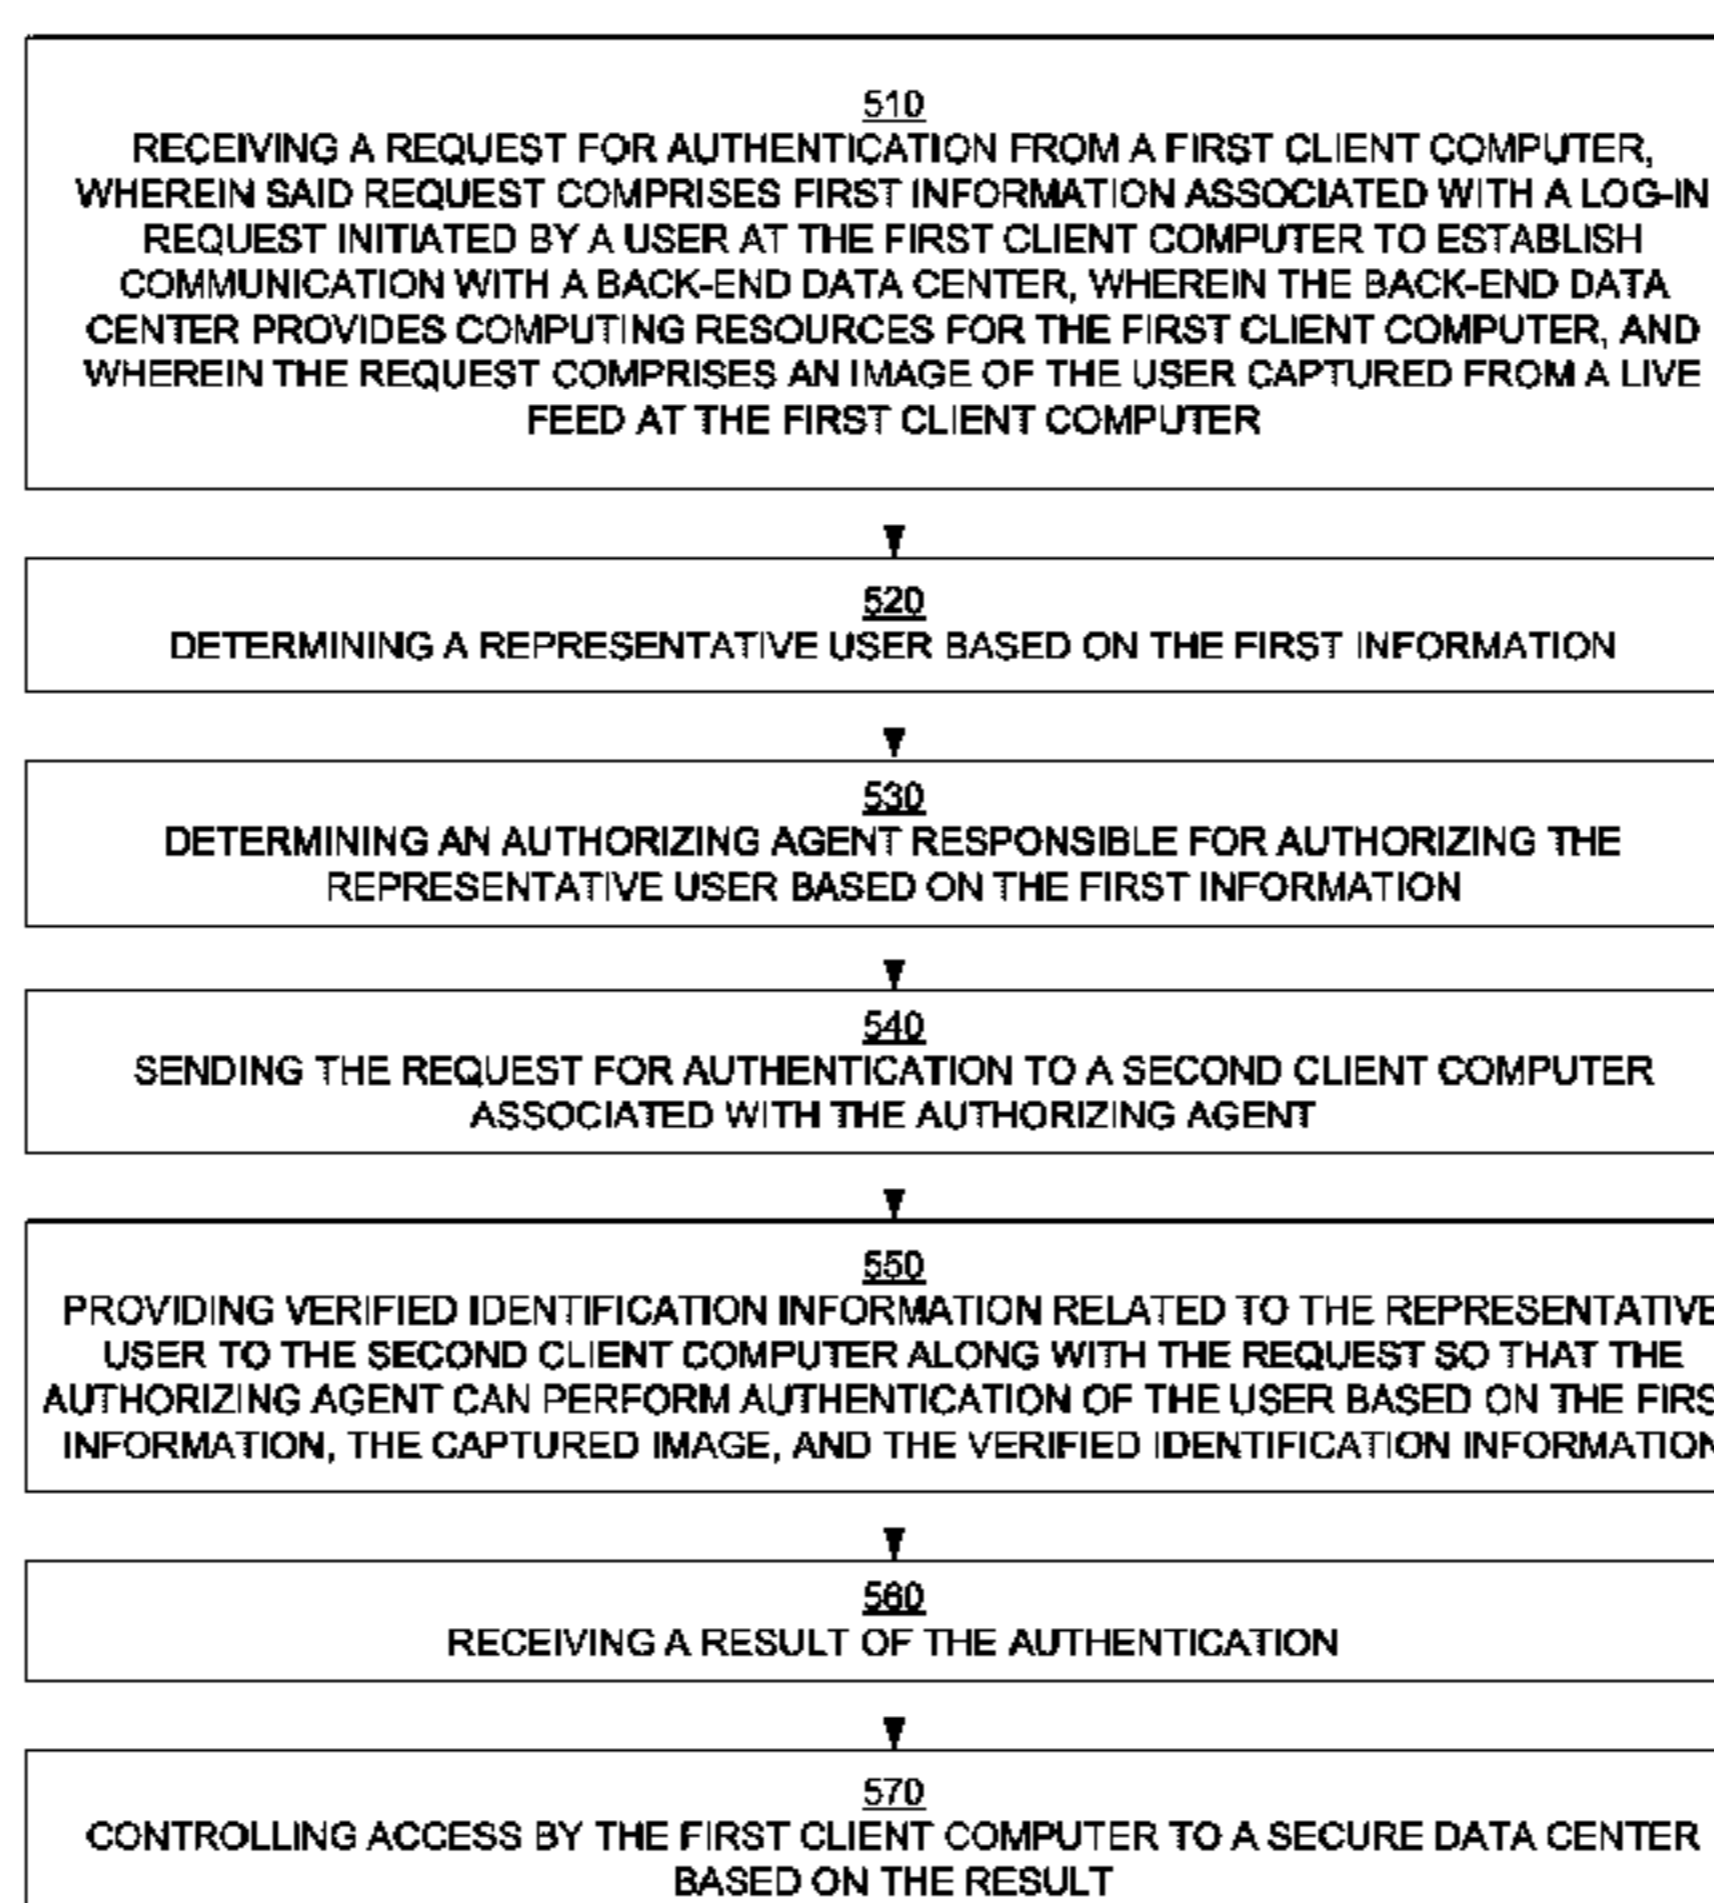 510
RECEIVING A REQUEST FOR AUTHENTICATION FROM A FIRST CLIENT COMPUTER,
WHEREIN SAID REQUEST COMPRISES FIRST INFORMATION ASSOCIATED WITH A LOG-IN
REQUEST INITIATED BY A USER AT THE FIRST CLIENT COMPUTER TO ESTABLISH
COMMUNICATION WITH A BACK-END DATA CENTER, WHEREIN THE BACK-END DATA
CENTER PROVIDES COMPUTING RESOURCES FOR THE FIRST CLIENT COMPUTER, AND
WHEREIN THE REQUEST COMPRISES AN IMAGE OF THE USER CAPTURED FROM A LIVE
FEED AT THE FIRST CLIENT COMPUTER
520
DETERMINING A REPRESENTATIVE USER BASED ON THE FIRST INFORMATION
530
DETERMINING AN AUTHORIZING AGENT RESPONSIBLE FOR AUTHORIZING THE
REPRESENTATIVE USER BASED ON THE FIRST INFORMATION
540
SENDING THE REQUEST FOR AUTHENTICATION TO A SECOND CLIENT COMPUTER
ASSOCIATED WITH THE AUTHORIZING AGENT
550
PROVIDING VERIFIED IDENTIFICATION INFORMATION RELATED TO THE REPRESENTATIVE
USER TO THE SECOND CLIENT COMPUTER ALONG WITH THE REQUEST SO THAT THE
AUTHORIZING AGENT CAN PERFORM AUTHENTICATION OF THE USER BASED ON THE FIRS
INFORMATION, THE CAPTURED IMAGE, AND THE VERIFIED IDENTIFICATION INFORMATION
560
RECEIVING A RESULT OF THE AUTHENTICATION
570
CONTROLLING ACCESS BY THE FIRST CLIENT COMPUTER TO A SECURE DATA CENTER
BASED ON THE RESULT